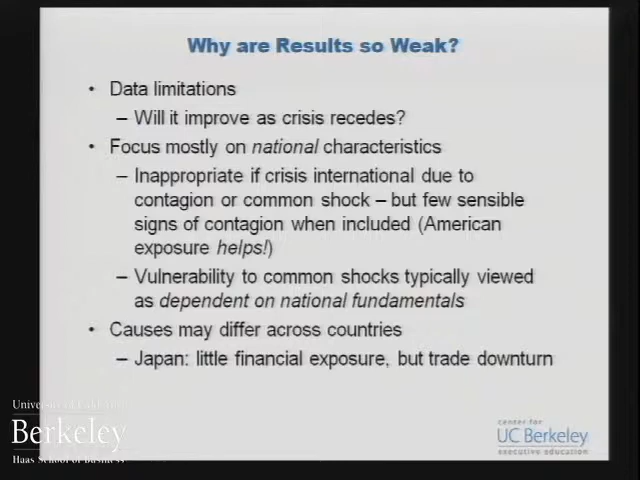 Why are Results so Weak?
• Data limitations
– Will it improve as crisis recedes?
• Focus mostly on national characteristics
– Inappropriate if crisis international due to
contagion or common shock – but few sensible
signs of contagion when included (American
exposure helps!)
– Vulnerability to common shocks typically viewed
as dependent on national fundamentals
• Causes may differ across countries
– Japan: little financial exposure, but trade downturn
University of California
Berkeley
Haas School of Business
center for
UC Berkeley
executive education